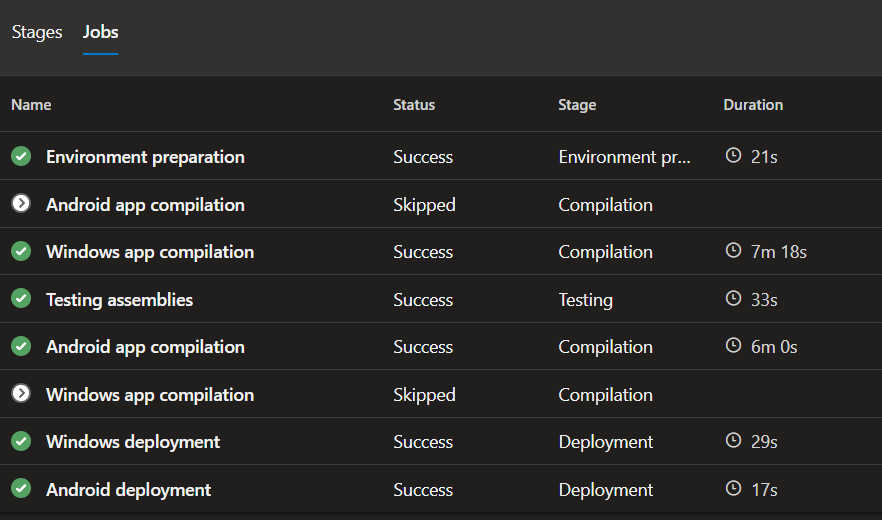 Stages Jobs
Name Status Stage Duration
Environment preparation Success Environment pr... 21s
Android app compilation Skipped Compilation
Windows app compilation Success Compilation 7m 18s
Testing assemblies Success Testing 33s
Android app compilation Success Compilation 6m 0s
Windows app compilation Skipped Compilation
Windows deployment Success Deployment 29s
Android deployment Success Deployment 17s